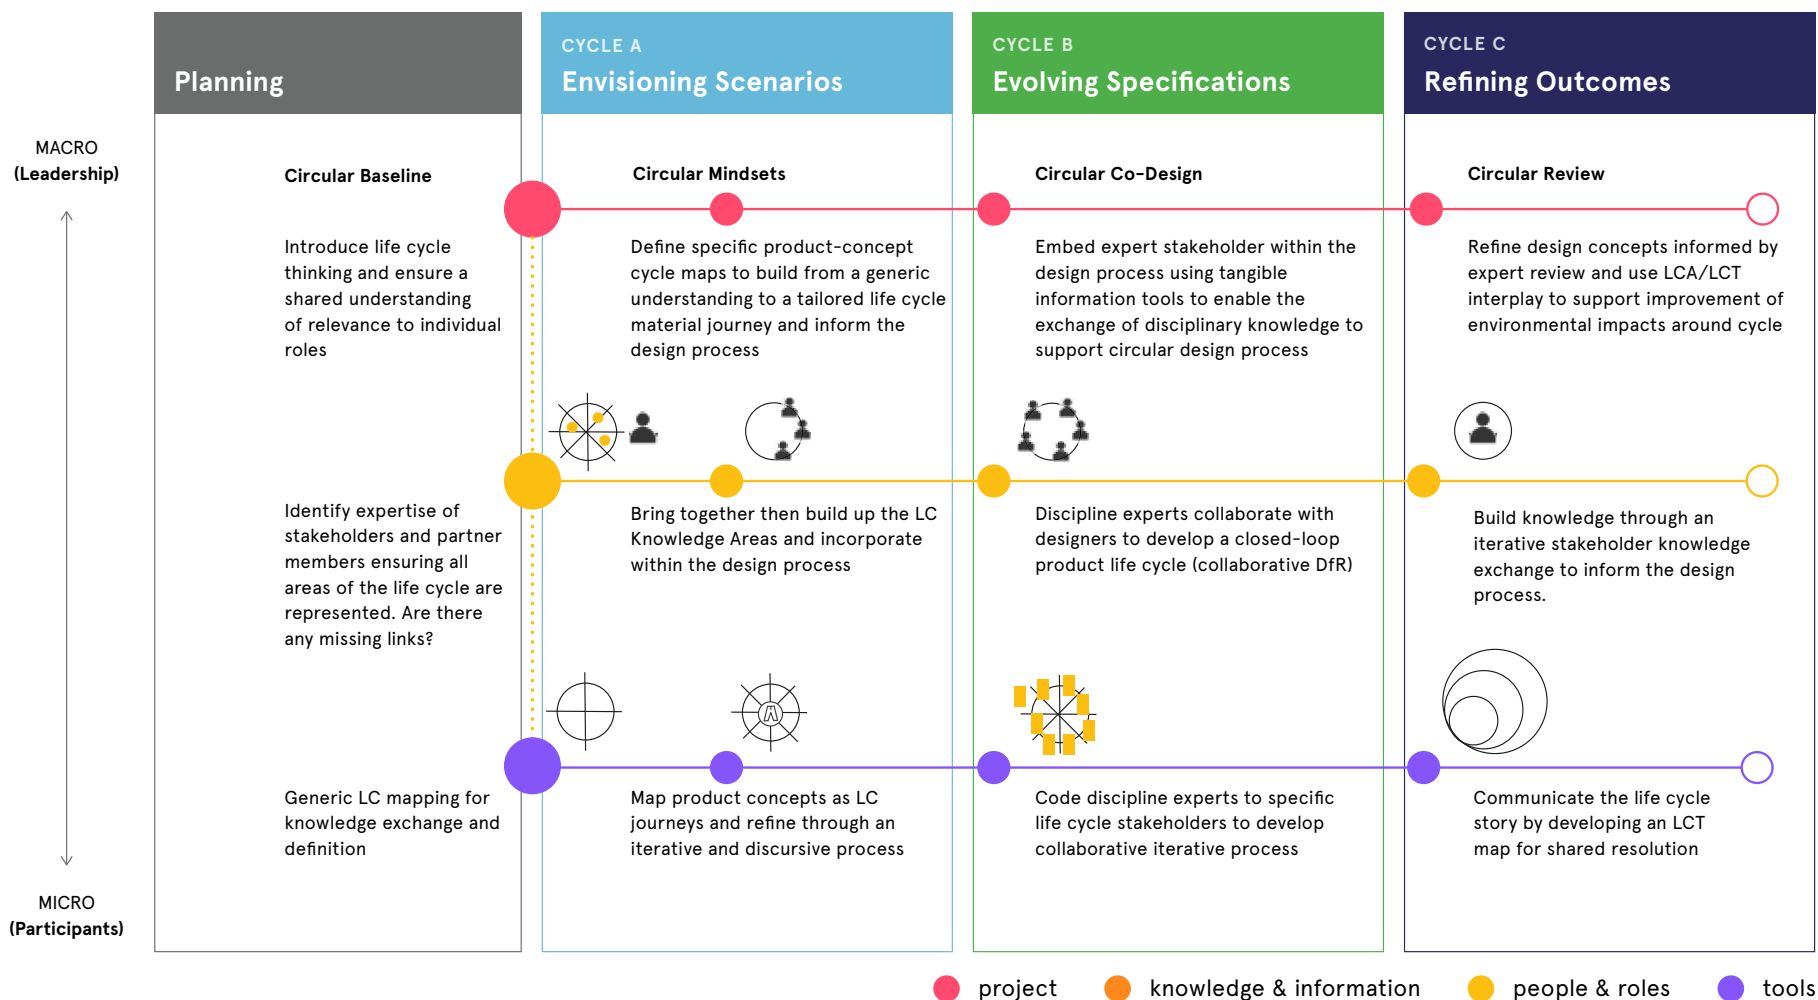 Planning
CYCLE A
Envisioning Scenarios
CYCLE B
Evolving Specifications
CYCLE C
Refining Outcomes
MACRO
(Leadership)
Circular Baseline
Circular Mindsets
Circular Co-Design
Circular Review
Introduce life cycle
thinking and ensure a
shared understanding
of relevance to individual
roles
Define specific product-concept
cycle maps to build from a generic
understanding to a tailored life cycle
material journey and inform the
design process
Embed expert stakeholder within the
design process using tangible
information tools to enable the
exchange of disciplinary knowledge to
support circular design process
Refine design concepts informed by
expert review and use LCA/LCT
interplay to support improvement of
environmental impacts around cycle
Identify expertise of
stakeholders and partner
members ensuring all
areas of the life cycle are
represented. Are there
any missing links?
Bring together then build up the LC
Knowledge Areas and incorporate
within the design process
Discipline experts collaborate with
designers to develop a closed-loop
product life cycle (collaborative DfR)
Build knowledge through an
iterative stakeholder knowledge
exchange to inform the design
process.
Generic LC mapping for
knowledge exchange and
definition
Map product concepts as LC
journeys and refine through an
iterative and discursive process
Code discipline experts to specific
life cycle stakeholders to develop
collaborative iterative process
Communicate the life cycle
story by developing an LCT
map for shared resolution
MICRO
(Participants)
project
knowledge & information
people & roles
tools